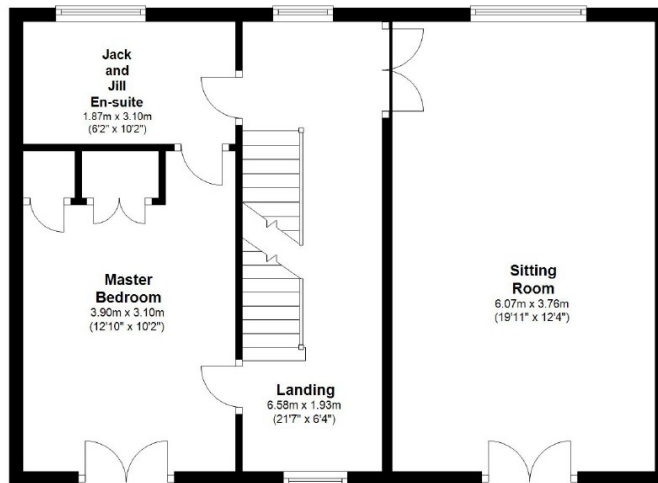 Jack
and
Jill
En-suite
1.87m x 3.10m
(6'2" x 10'2")
Master
Bedroom
3.90m x 3.10m
(12'10" x 10'2")
Landing
6.58m x 1.93m
(21'7" x 6'4")
Sitting
Room
6.07m x 3.76m
(19'11" x 12'4")